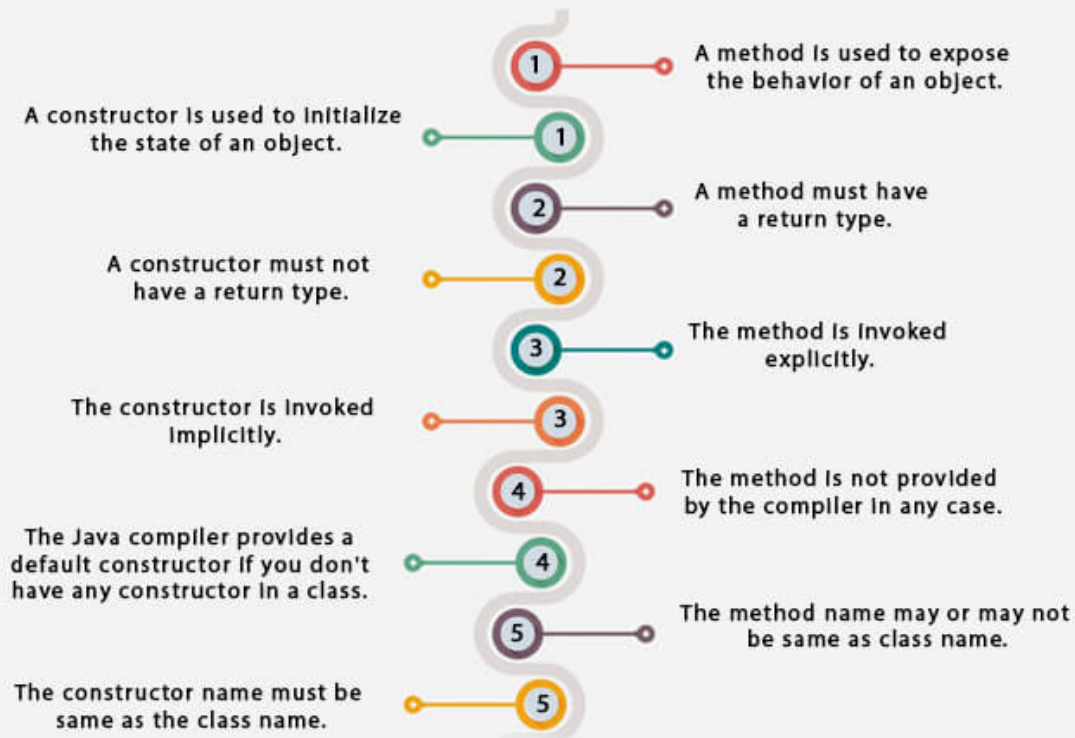 1
A method is used to expose
the behavior of an object.
A constructor is used to initialize
the state of an object.
1
2
A method must have
a return type.
A constructor must not
have a return type.
2
3
The method is invoked
explicitly.
The constructor is invoked
implicitly.
3
4
The method is not provided
by the compiler in any case.
The Java compiler provides a
default constructor if you don't
have any constructor in a class.
4
5
The method name may or may not
be same as class name.
The constructor name must be
same as the class name.
5